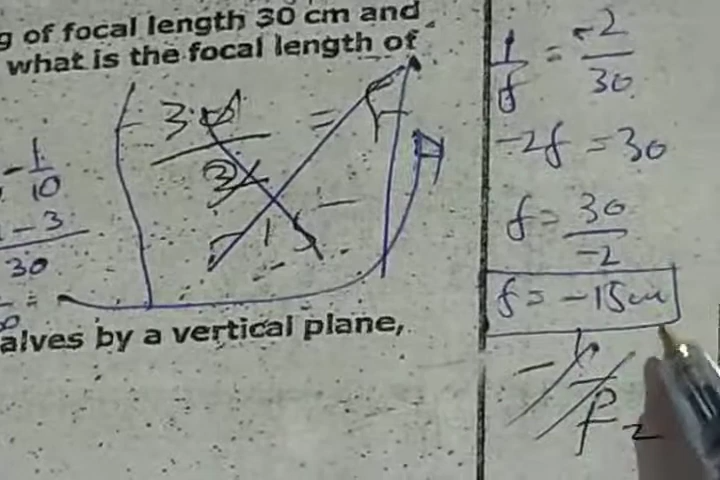 g of focal length 30 cm and
what is the focal length of
- 1/10
1 - 3
30
=
alves by a vertical plane,
1/f = -2/30
-2f = 30
f = 30/-2
f = -15cm